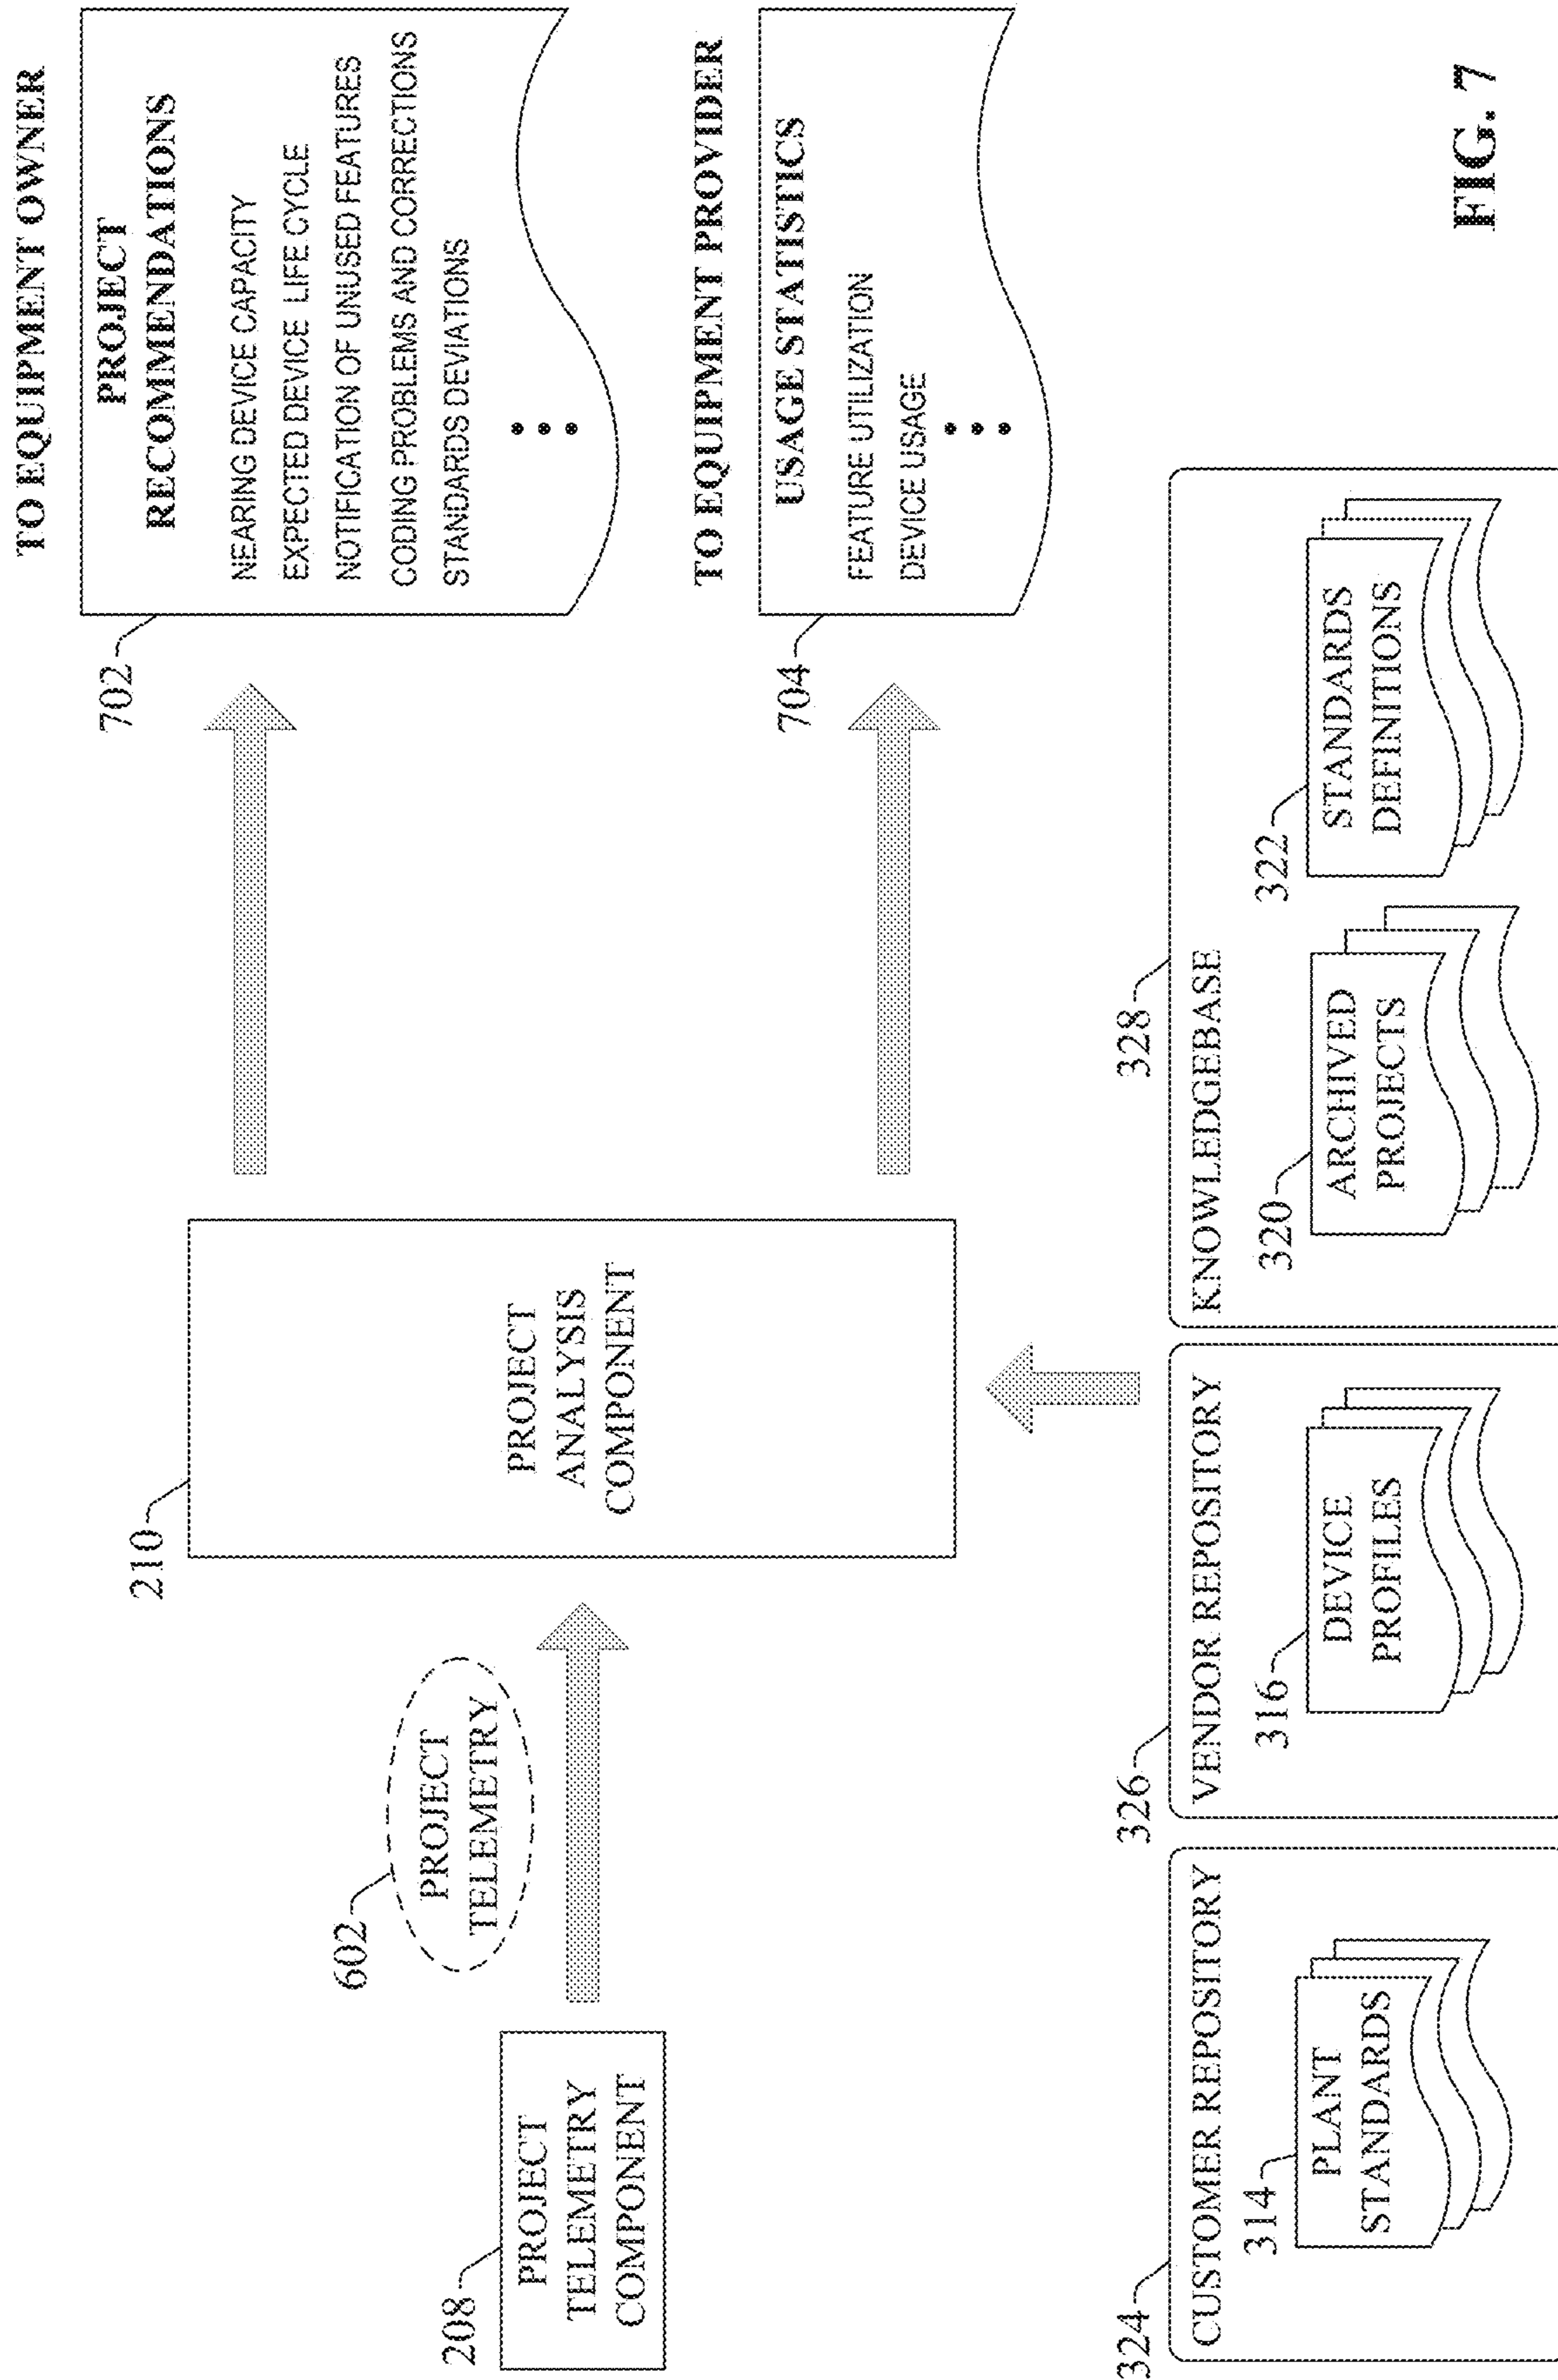 TO EQUIPMENT OWNER
702
PROJECT
RECOMMENDATIONS
NEARING DEVICE CAPACITY
EXPECTED DEVICE LIFE CYCLE
NOTIFICATION OF UNUSED FEATURES
CODING PROBLEMS AND CORRECTIONS
STANDARDS DEVIATIONS
210
PROJECT
ANALYSIS
COMPONENT
602
PROJECT
TELEMETRY
208
PROJECT
TELEMETRY
COMPONENT
TO EQUIPMENT PROVIDER
704
USAGE STATISTICS
FEATURE UTILIZATION
DEVICE USAGE
324
CUSTOMER REPOSITORY
314
PLANT
STANDARDS
326
VENDOR REPOSITORY
316
DEVICE
PROFILES
328
KNOWLEDGEBASE
320
ARCHIVED
PROJECTS
322
STANDARDS
DEFINITIONS
FIG. 7